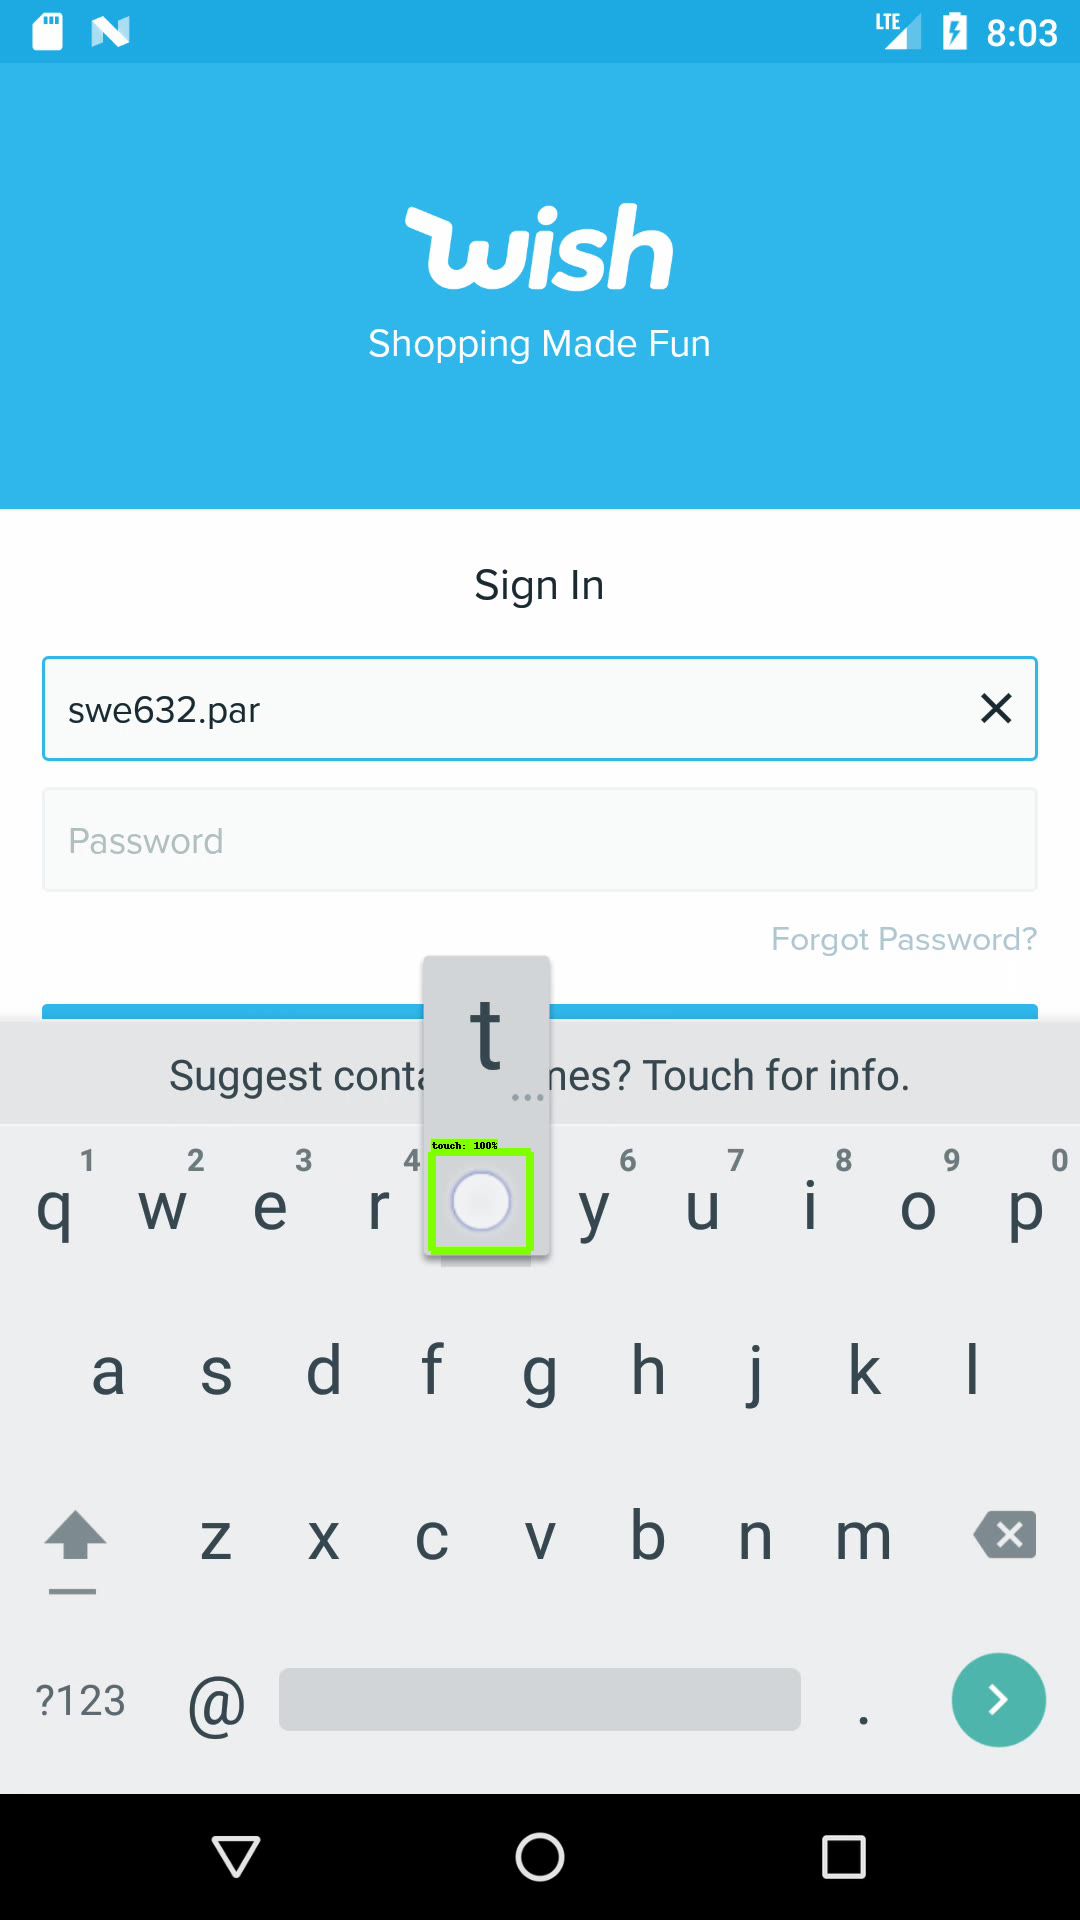 LTE 8:03
wish
Shopping Made Fun
Sign In
swe632.par
Password
Forgot Password?
t
Suggest conta nes? Touch for info.
touch: 100%
1 2 3 4 6 7 8 9 0
q w e r y u i o p
a s d f g h j k l
z x c v b n m
?123 @ .